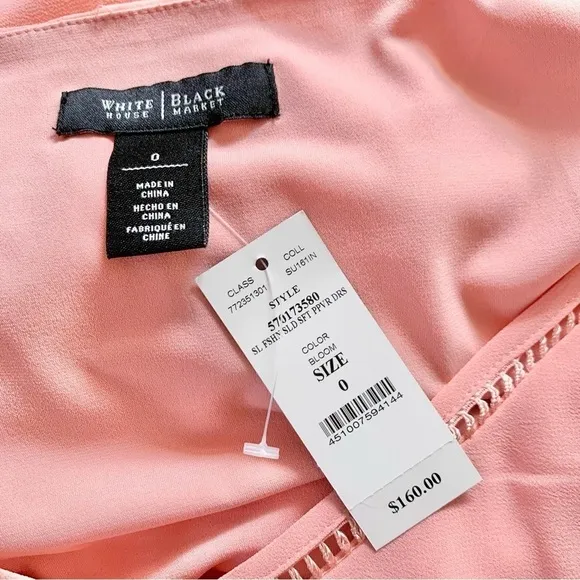 WHITE | BLACK
HOUSE | MARKET
0
MADE IN
CHINA
HECHO EN
CHINA
FABRIQUÉ EN
CHINE
CLASS COLL
772351301 SU161IN
STYLE
570173580
SL FSHN SLD SFT PPVR DRS
COLOR
BLOOM
SIZE
0
451007594144
$160.00